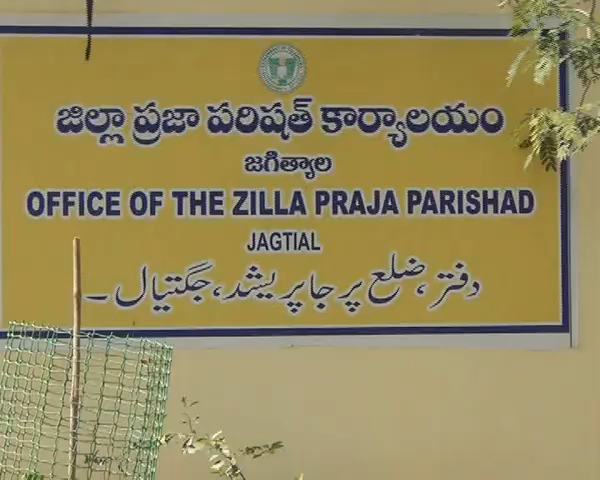 జిల్లా ప్రజా పరిషత్ కార్యాలయం
జగిత్యాల
OFFICE OF THE ZILLA PRAJA PARISHAD
JAGTIAL
دفتر، ضلع پرجا پریشد، جگتیال۔